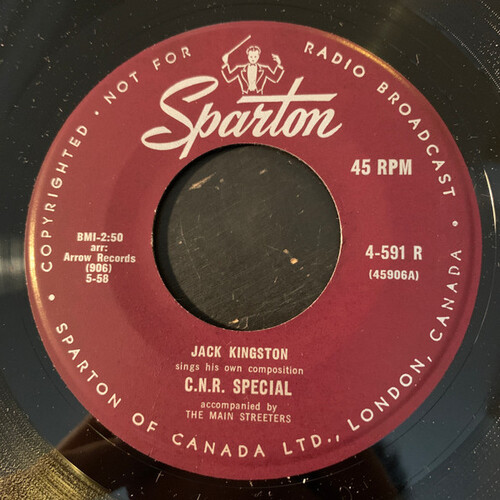 COPYRIGHTED · NOT FOR RADIO BROADCAST ·
Sparton
45 RPM
BMI-2:50
arr:
Arrow Records
(906)
5-58
4-591 R
(45906A)
JACK KINGSTON
sings his own composition
C.N.R. SPECIAL
accompanied by
THE MAIN STREETERS
SPARTON OF CANADA LTD., LONDON, CANADA ·